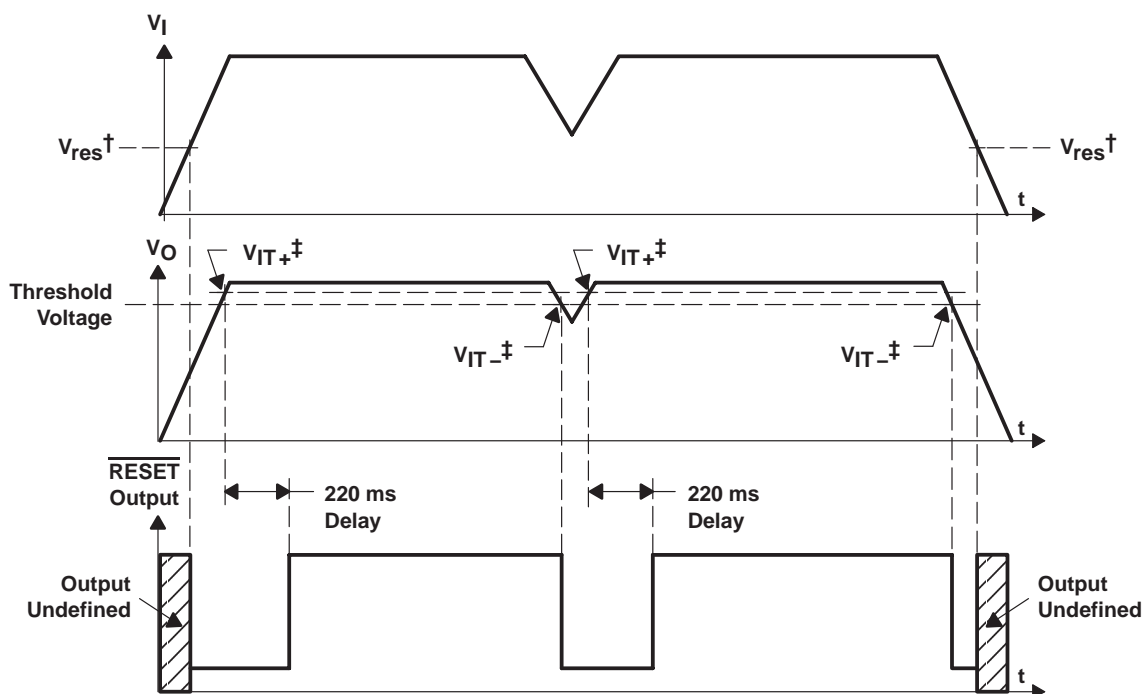 VI
Vres†
Vres†
t
VO
VIT+‡
VIT+‡
Threshold
Voltage
VIT–‡
VIT–‡
t
RESET
Output
220 ms
Delay
220 ms
Delay
Output
Undefined
Output
Undefined
t